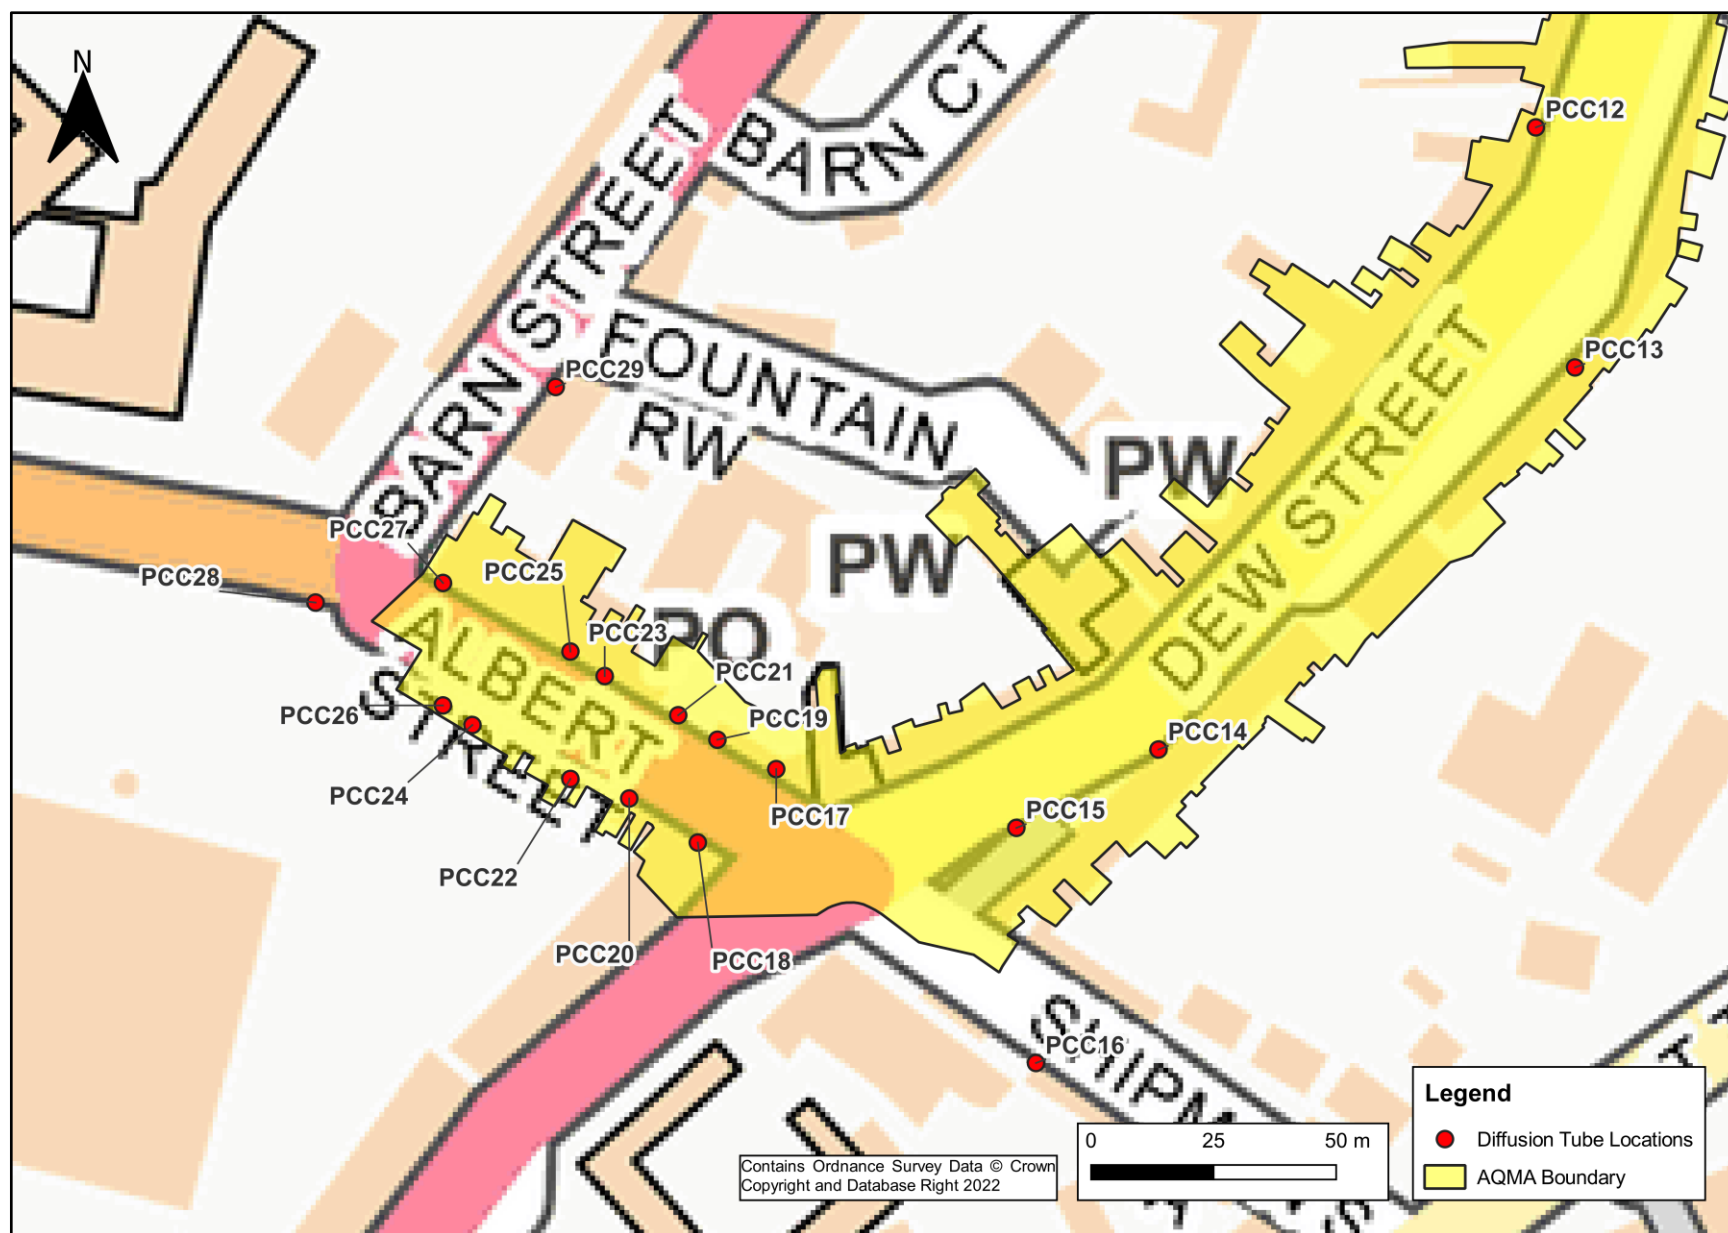 N
BARN STREET
BARN CT
PCC12
FOUNTAIN
RW
PCC29
PCC13
DEW STREET
PW
PW
PCC27
PCC28
PCC25
PCC23
PO
PCC21
PCC19
ALBERT
STREET
PCC26
PCC24
PCC22
PCC20
PCC18
PCC17
PCC14
PCC15
PCC16
SHIPM
Legend
Diffusion Tube Locations
AQMA Boundary
0 25 50 m
Contains Ordnance Survey Data © Crown
Copyright and Database Right 2022